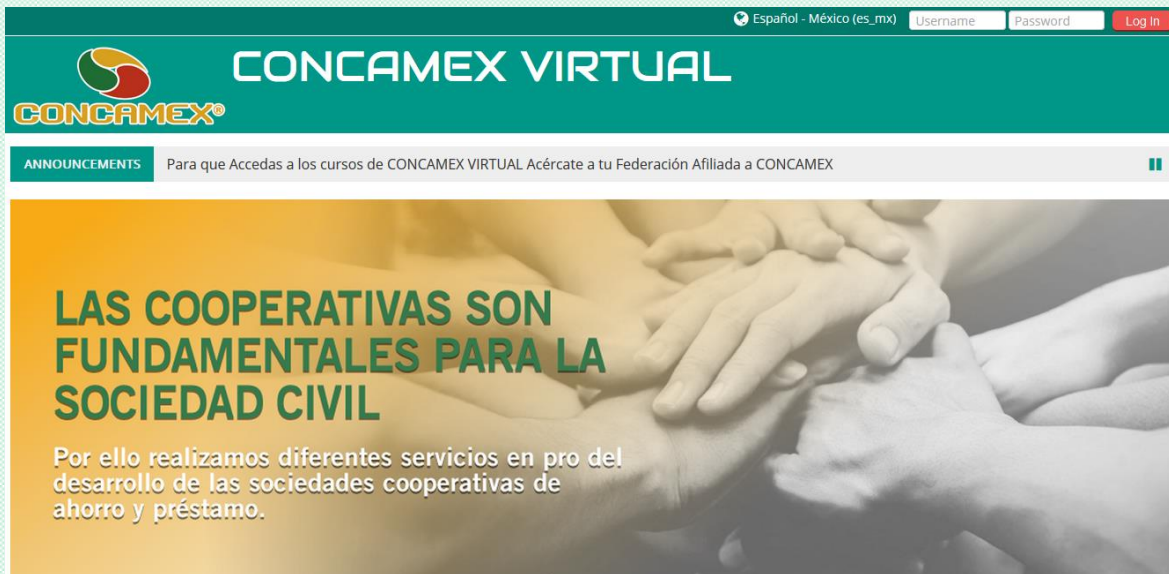 Español - México (es_mx) Username Password Log In
CONCAMEX VIRTUAL
CONCAMEX®
ANNOUNCEMENTS Para que Accedas a los cursos de CONCAMEX VIRTUAL Acércate a tu Federación Afiliada a CONCAMEX
LAS COOPERATIVAS SON
FUNDAMENTALES PARA LA
SOCIEDAD CIVIL
Por ello realizamos diferentes servicios en pro del
desarrollo de las sociedades cooperativas de
ahorro y préstamo.